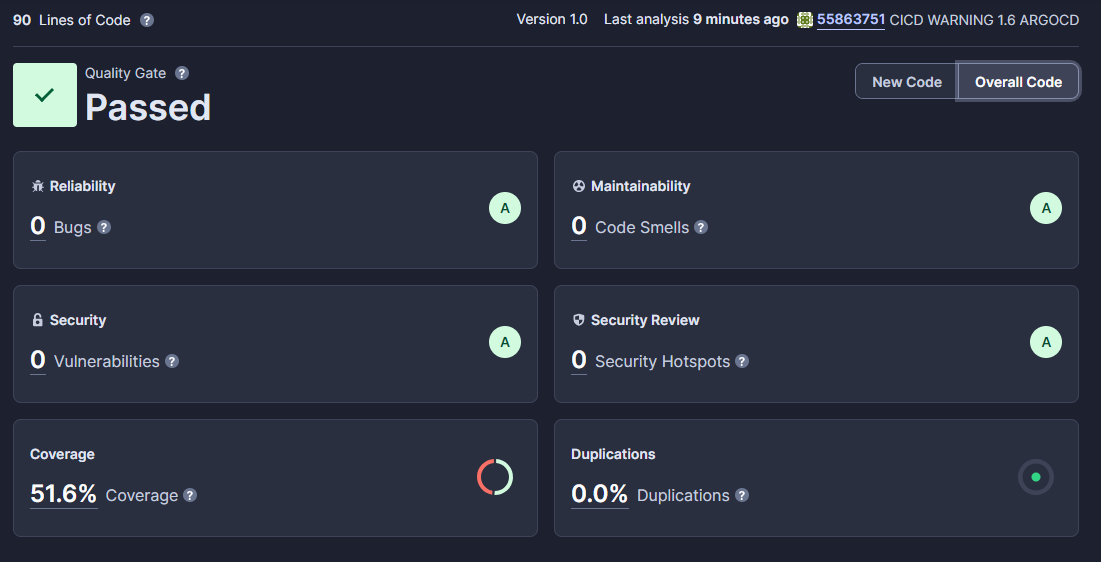 90 Lines of Code ?
Version 1.0 Last analysis 9 minutes ago 55863751 CICD WARNING 1.6 ARGOCD
Quality Gate ?
Passed
New Code
Overall Code
Reliability
0 Bugs ?
A
Maintainability
0 Code Smells ?
A
Security
0 Vulnerabilities ?
A
Security Review
0 Security Hotspots ?
A
Coverage
51.6% Coverage ?
Duplications
0.0% Duplications ?